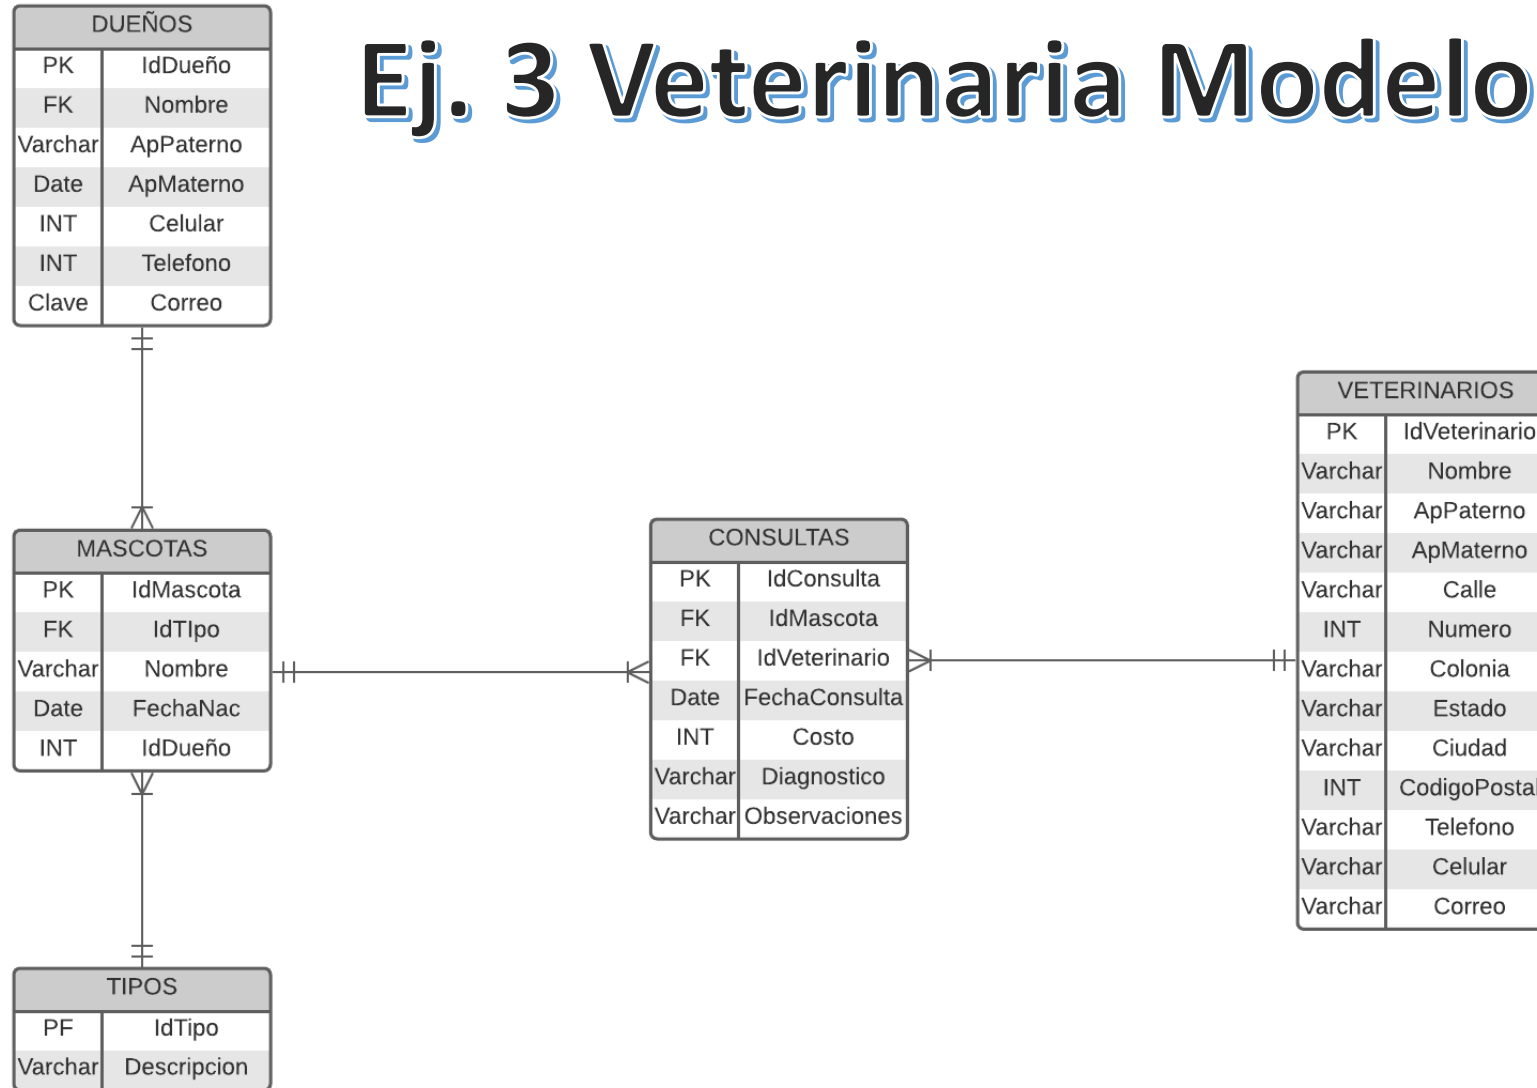 Ej. 3 Veterinaria Modelo
DUEÑOS
PK IdDueño
FK Nombre
Varchar ApPaterno
Date ApMaterno
INT Celular
INT Telefono
Clave Correo
MASCOTAS
PK IdMascota
FK IdTIpo
Varchar Nombre
Date FechaNac
INT IdDueño
TIPOS
PF IdTipo
Varchar Descripcion
CONSULTAS
PK IdConsulta
FK IdMascota
FK IdVeterinario
Date FechaConsulta
INT Costo
Varchar Diagnostico
Varchar Observaciones
VETERINARIOS
PK IdVeterinario
Varchar Nombre
Varchar ApPaterno
Varchar ApMaterno
Varchar Calle
INT Numero
Varchar Colonia
Varchar Estado
Varchar Ciudad
INT CodigoPostal
Varchar Telefono
Varchar Celular
Varchar Correo